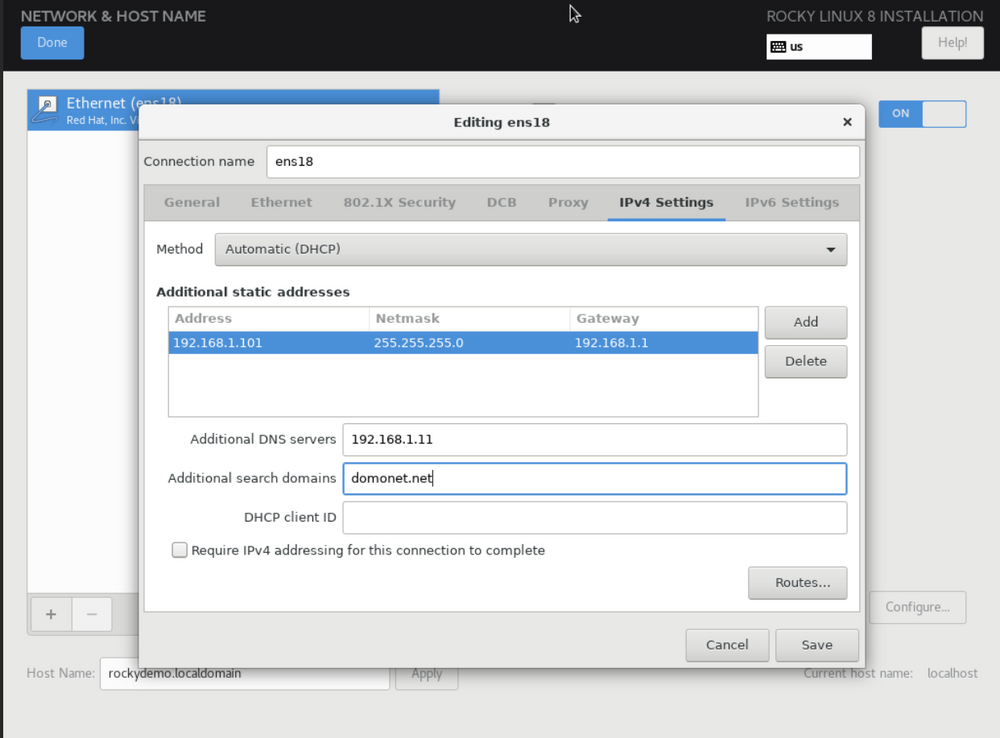 NETWORK & HOST NAME
ROCKY LINUX 8 INSTALLATION
Done
us
Help!
Ethernet (ens18)
Red Hat, Inc. Vi
ON
Editing ens18
Connection name ens18
General Ethernet 802.1X Security DCB Proxy IPv4 Settings IPv6 Settings
Method Automatic (DHCP)
Additional static addresses
Address Netmask Gateway
192.168.1.101 255.255.255.0 192.168.1.1
Add
Delete
Additional DNS servers 192.168.1.11
Additional search domains domonet.net
DHCP client ID
Require IPv4 addressing for this connection to complete
Routes...
+ −
Configure...
Cancel Save
Host Name: rockydemo.localdomain Apply Current host name: localhost